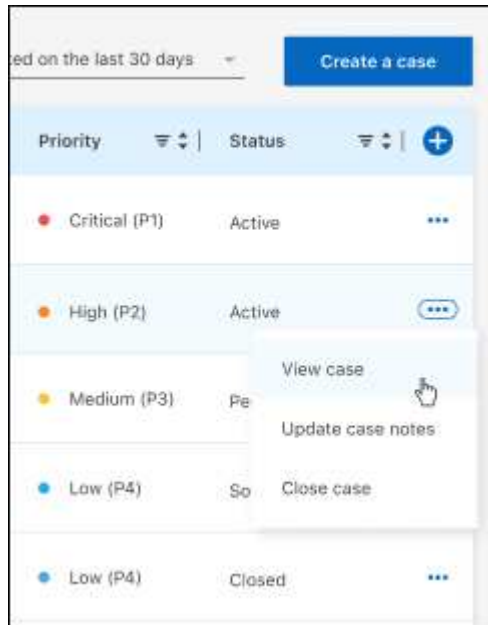 ed on the last 30 days
Create a case
Priority Status
Critical (P1) Active
High (P2) Active
View case
Medium (P3) Pe
Update case notes
Low (P4) So
Close case
Low (P4) Closed